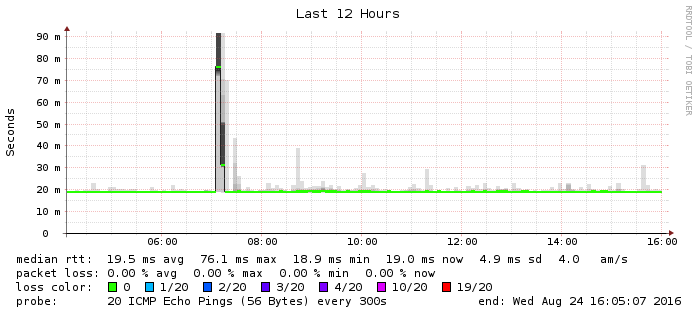 Last 12 Hours
RRDTOOL / TOBI OETIKER
Seconds
90 m
80 m
70 m
60 m
50 m
40 m
30 m
20 m
10 m
0
06:00 08:00 10:00 12:00 14:00 16:00
median rtt: 19.5 ms avg 76.1 ms max 18.9 ms min 19.0 ms now 4.9 ms sd 4.0 am/s
packet loss: 0.00 % avg 0.00 % max 0.00 % min 0.00 % now
loss color: 0 1/20 2/20 3/20 4/20 10/20 19/20
probe: 20 ICMP Echo Pings (56 Bytes) every 300s end: Wed Aug 24 16:05:07 2016